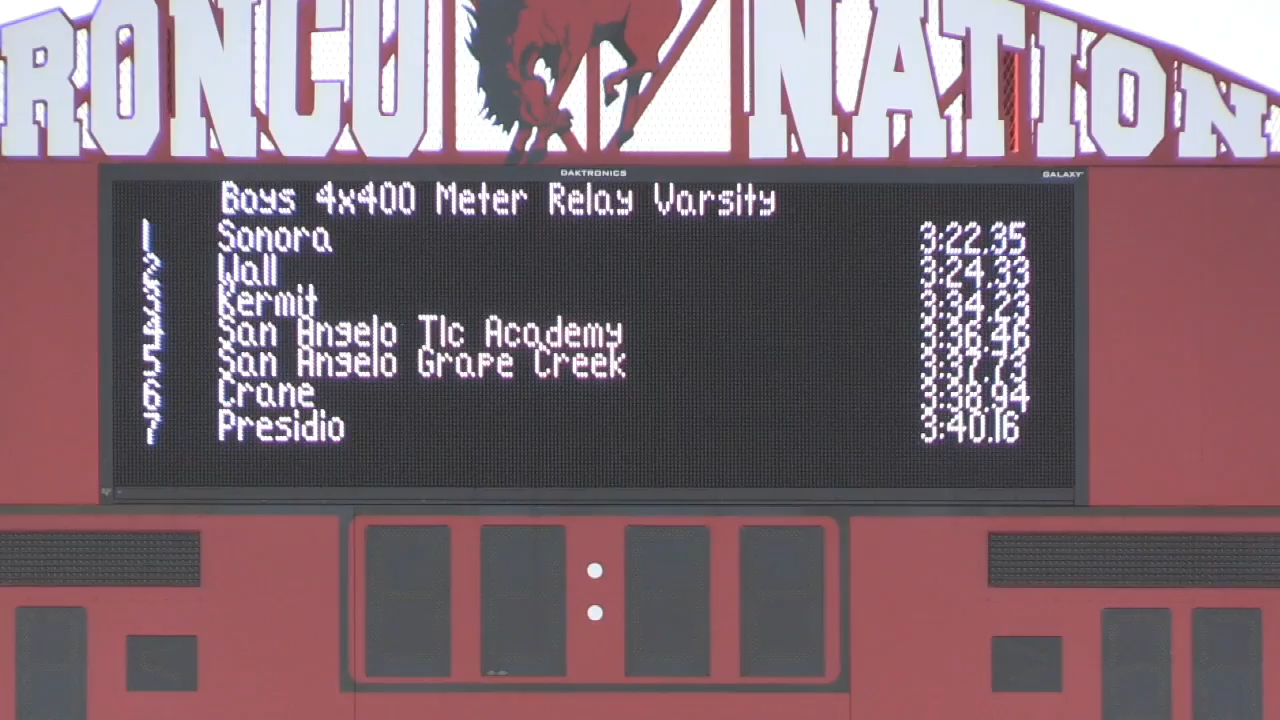 RONCO NATION
DAKTRONICS GALAXY
Boys 4x400 Meter Relay Varsity
1 Sonora 3:22.35
2 Wall 3:24.33
3 Kermit 3:34.23
4 San Angelo Tlc Academy 3:36.46
5 San Angelo Grape Creek 3:37.73
6 Crane 3:38.94
7 Presidio 3:40.16